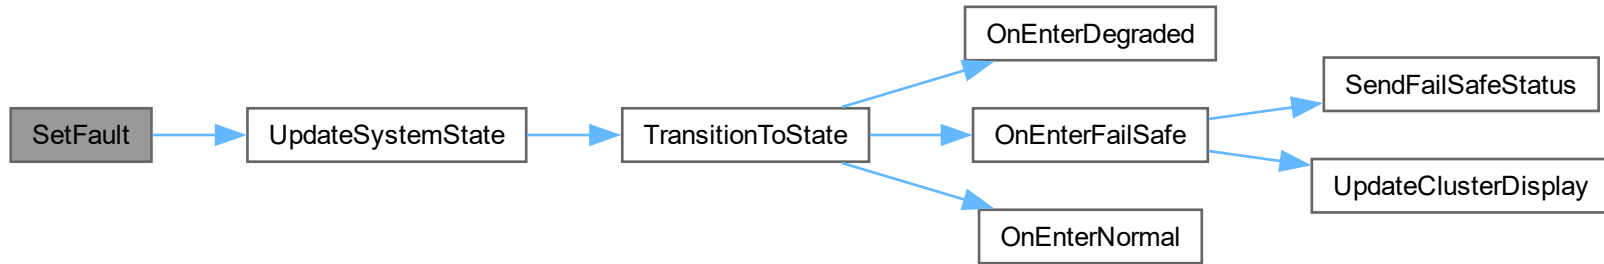 SetFault
UpdateSystemState
TransitionToState
OnEnterDegraded
OnEnterFailSafe
OnEnterNormal
SendFailSafeStatus
UpdateClusterDisplay